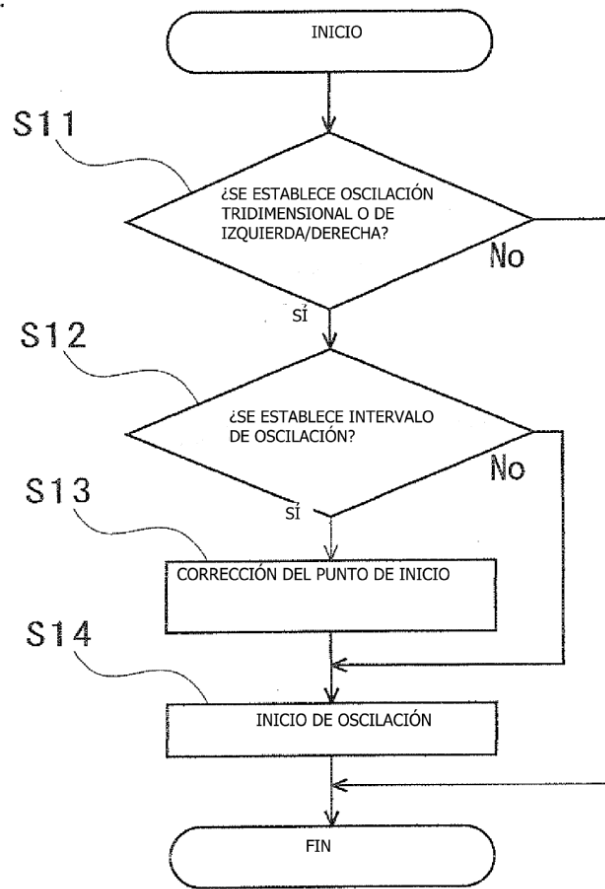 INICIO
S11
¿SE ESTABLECE OSCILACIÓN
TRIDIMENSIONAL O DE
IZQUIERDA/DERECHA?
No
SÍ
S12
¿SE ESTABLECE INTERVALO
DE OSCILACIÓN?
No
SÍ
S13
CORRECCIÓN DEL PUNTO DE INICIO
S14
INICIO DE OSCILACIÓN
FIN